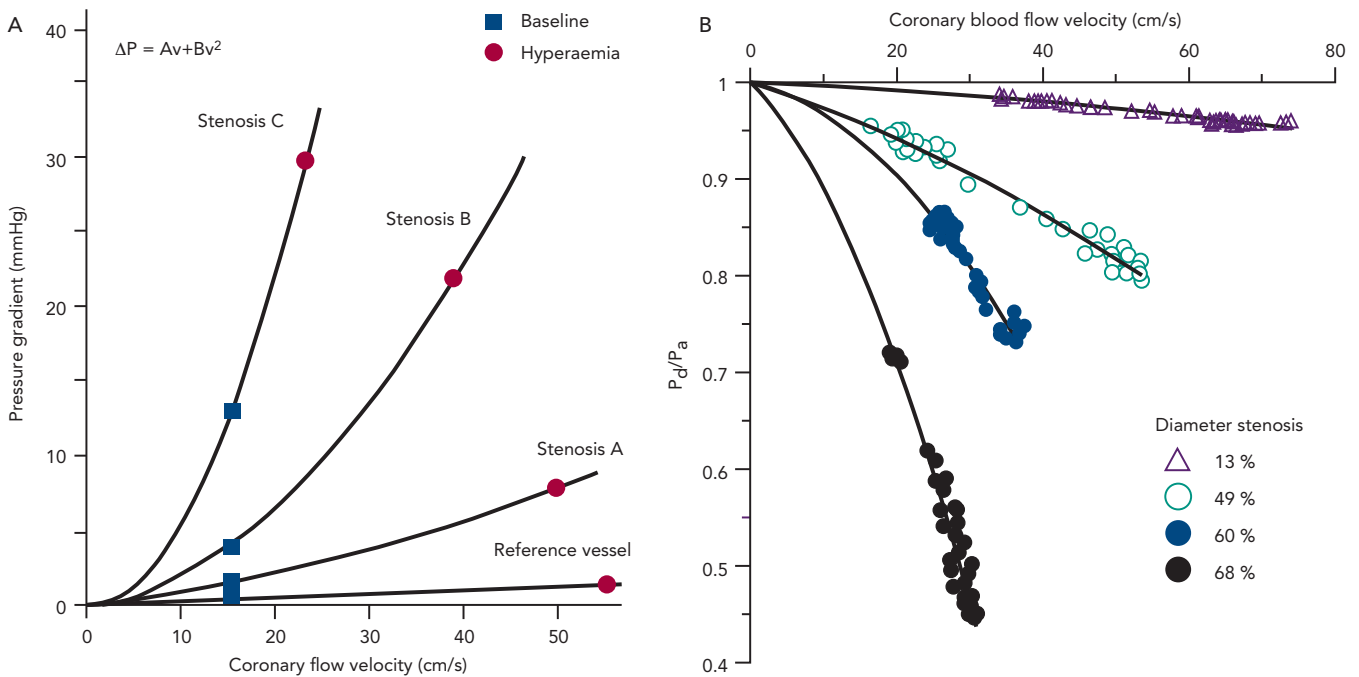 A
ΔP = Av+Bv²
Baseline
Hyperaemia
Stenosis C
Stenosis B
Stenosis A
Reference vessel
40
30
20
10
0
Pressure gradient (mmHg)
0 10 20 30 40 50
Coronary flow velocity (cm/s)
B
Coronary blood flow velocity (cm/s)
0 20 40 60 80
1
0.9
0.8
0.7
0.6
0.5
0.4
Pd/Pa
Diameter stenosis
13 %
49 %
60 %
68 %